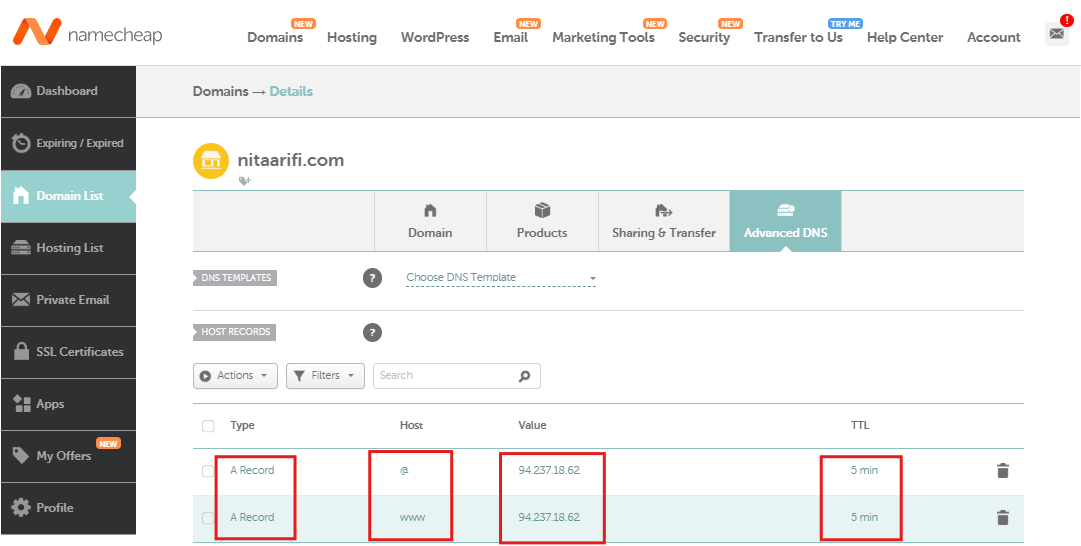 namecheap
Domains NEW Hosting WordPress Email NEW Marketing Tools NEW Security NEW Transfer to Us TRY ME Help Center Account !
Dashboard
Expiring / Expired
Domain List
Hosting List
Private Email
SSL Certificates
Apps
My Offers NEW
Profile
Domains → Details
nitaarifi.com
Domain Products Sharing & Transfer Advanced DNS
DNS TEMPLATES ? Choose DNS Template
HOST RECORDS ?
Actions Filters Search
Type Host Value TTL
A Record @ 94.237.18.62 5 min
A Record www 94.237.18.62 5 min